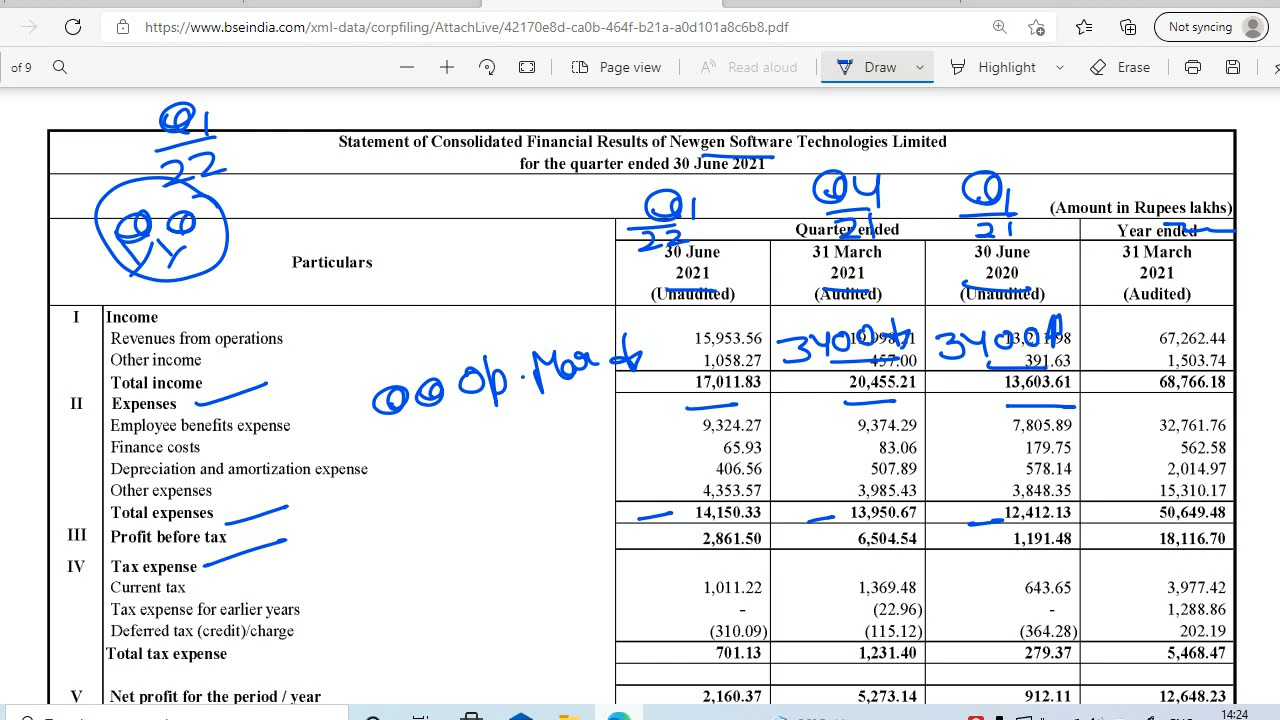 https://www.bseindia.com/xml-data/corpfiling/AttachLive/42170e8d-ca0b-464f-b21a-a0d101a8c6b8.pdf
Not syncing
of 9
Page view
Read aloud
Draw
Highlight
Erase
Q1
22
Statement of Consolidated Financial Results of Newgen Software Technologies Limited
for the quarter ended 30 June 2021
QQ
YY
Q1 Q4 Q1
22 21 21
(Amount in Rupees lakhs)
Particulars Quarter ended Year ended
30 June 31 March 30 June 31 March
2021 2021 2020 2021
(Unaudited) (Audited) (Unaudited) (Audited)
I Income
Revenues from operations 15,953.56 67,262.44
3400 3400
Other income 1,058.27 457.00 391.63 1,503.74
Total income 17,011.83 20,455.21 13,603.61 68,766.18
QQ Op. Mar
II Expenses
Employee benefits expense 9,324.27 9,374.29 7,805.89 32,761.76
Finance costs 65.93 83.06 179.75 562.58
Depreciation and amortization expense 406.56 507.89 578.14 2,014.97
Other expenses 4,353.57 3,985.43 3,848.35 15,310.17
Total expenses 14,150.33 13,950.67 12,412.13 50,649.48
III Profit before tax 2,861.50 6,504.54 1,191.48 18,116.70
IV Tax expense
Current tax 1,011.22 1,369.48 643.65 3,977.42
Tax expense for earlier years - (22.96) - 1,288.86
Deferred tax (credit)/charge (310.09) (115.12) (364.28) 202.19
Total tax expense 701.13 1,231.40 279.37 5,468.47
V Net profit for the period / year 2,160.37 5,273.14 912.11 12,648.23
14:24